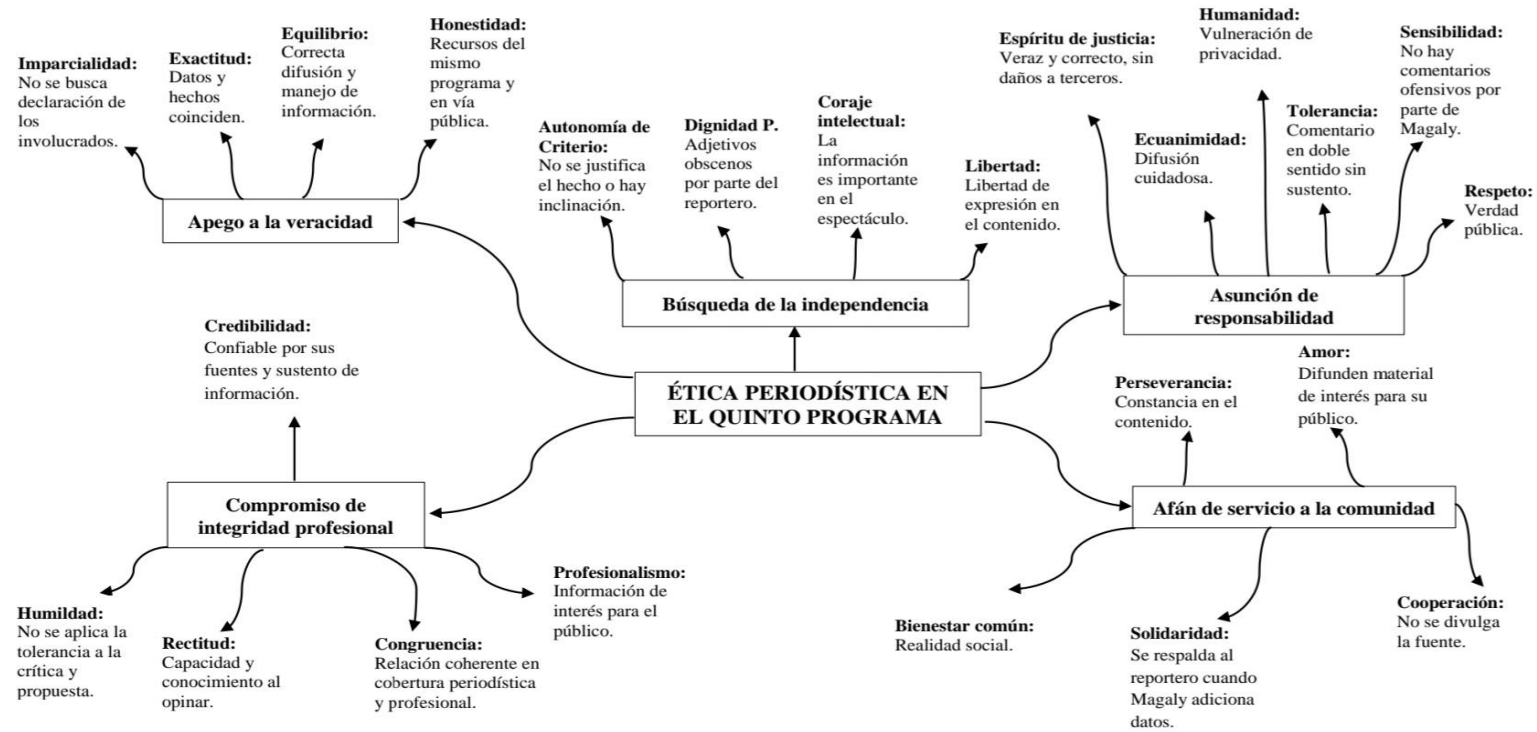 Imparcialidad:
No se busca
declaración de
los
involucrados.
Exactitud:
Datos y
hechos
coinciden.
Equilibrio:
Correcta
difusión y
manejo de
información.
Honestidad:
Recursos del
mismo
programa y
en vía
pública.
Apego a la veracidad
Autonomía de
Criterio:
No se justifica
el hecho o hay
inclinación.
Dignidad P.
Adjetivos
obscenos
por parte del
reportero.
Coraje
intelectual:
La
información
es importante
en el
espectáculo.
Libertad:
Libertad de
expresión en
el contenido.
Búsqueda de la independencia
Espíritu de justicia:
Veraz y correcto, sin
daños a terceros.
Ecuanimidad:
Difusión
cuidadosa.
Humanidad:
Vulneración de
privacidad.
Tolerancia:
Comentario
en doble
sentido sin
sustento.
Sensibilidad:
No hay
comentarios
ofensivos por
parte de
Magaly.
Respeto:
Verdad
pública.
Asunción de
responsabilidad
ÉTICA PERIODÍSTICA EN
EL QUINTO PROGRAMA
Credibilidad:
Confiable por sus
fuentes y sustento de
información.
Compromiso de
integridad profesional
Humildad:
No se aplica la
tolerancia a la
crítica y
propuesta.
Rectitud:
Capacidad y
conocimiento al
opinar.
Congruencia:
Relación coherente en
cobertura periodística
y profesional.
Profesionalismo:
Información de
interés para el
público.
Perseverancia:
Constancia en el
contenido.
Amor:
Difunden material
de interés para su
público.
Afán de servicio a la comunidad
Bienestar común:
Realidad social.
Solidaridad:
Se respalda al
reportero cuando
Magaly adiciona
datos.
Cooperación:
No se divulga
la fuente.